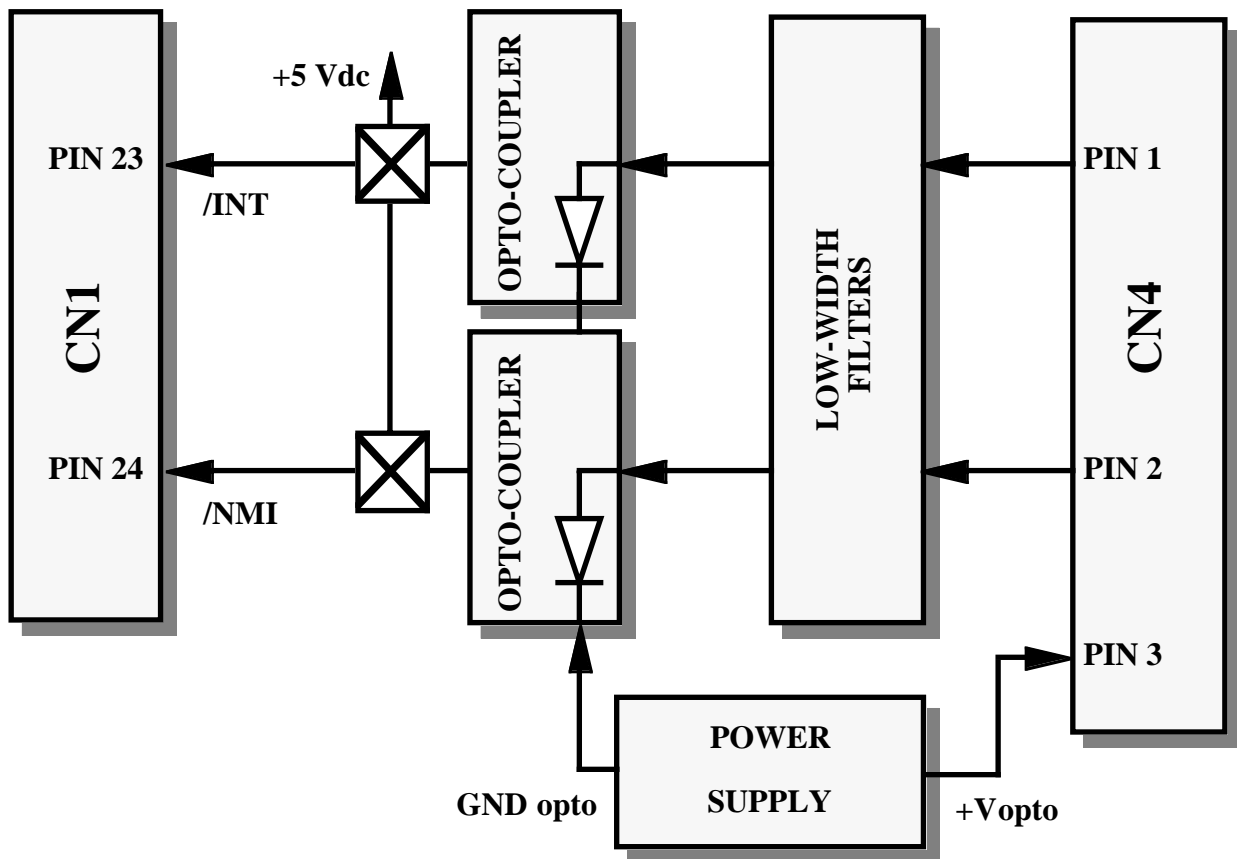 +5 Vdc
PIN 23
/INT
CN1
PIN 24
/NMI
OPTO-COUPLER
OPTO-COUPLER
LOW-WIDTH
FILTERS
PIN 1
CN4
PIN 2
PIN 3
POWER
SUPPLY
GND opto
+Vopto